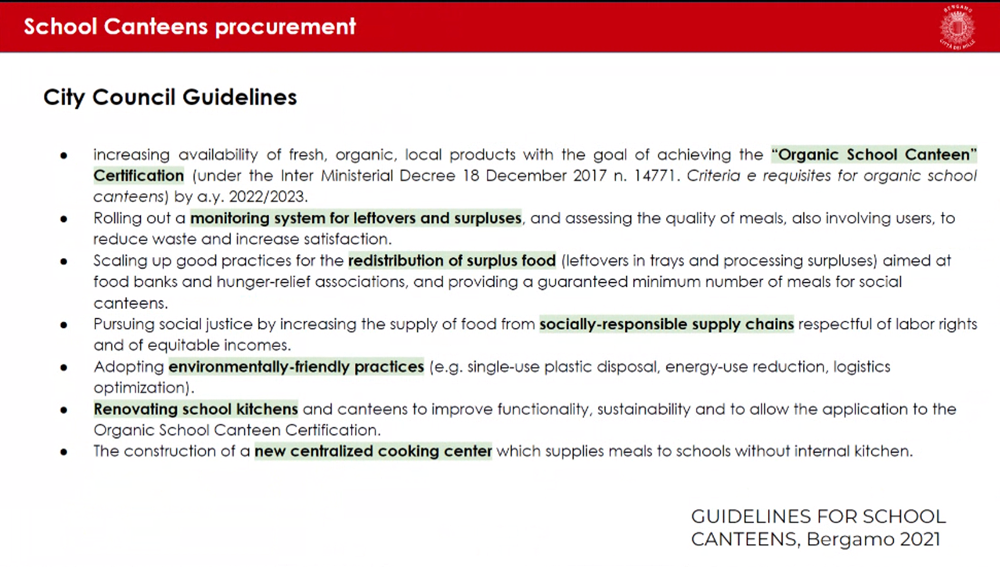 School Canteens procurement
BERGAMO
CITTÀ DEI MILLE
City Council Guidelines
● increasing availability of fresh, organic, local products with the goal of achieving the “Organic School Canteen”
Certification (under the Inter Ministerial Decree 18 December 2017 n. 14771. Criteria e requisites for organic school
canteens) by a.y. 2022/2023.
● Rolling out a monitoring system for leftovers and surpluses, and assessing the quality of meals, also involving users, to
reduce waste and increase satisfaction.
● Scaling up good practices for the redistribution of surplus food (leftovers in trays and processing surpluses) aimed at
food banks and hunger-relief associations, and providing a guaranteed minimum number of meals for social
canteens.
● Pursuing social justice by increasing the supply of food from socially-responsible supply chains respectful of labor rights
and of equitable incomes.
● Adopting environmentally-friendly practices (e.g. single-use plastic disposal, energy-use reduction, logistics
optimization).
● Renovating school kitchens and canteens to improve functionality, sustainability and to allow the application to the
Organic School Canteen Certification.
● The construction of a new centralized cooking center which supplies meals to schools without internal kitchen.
GUIDELINES FOR SCHOOL
CANTEENS, Bergamo 2021